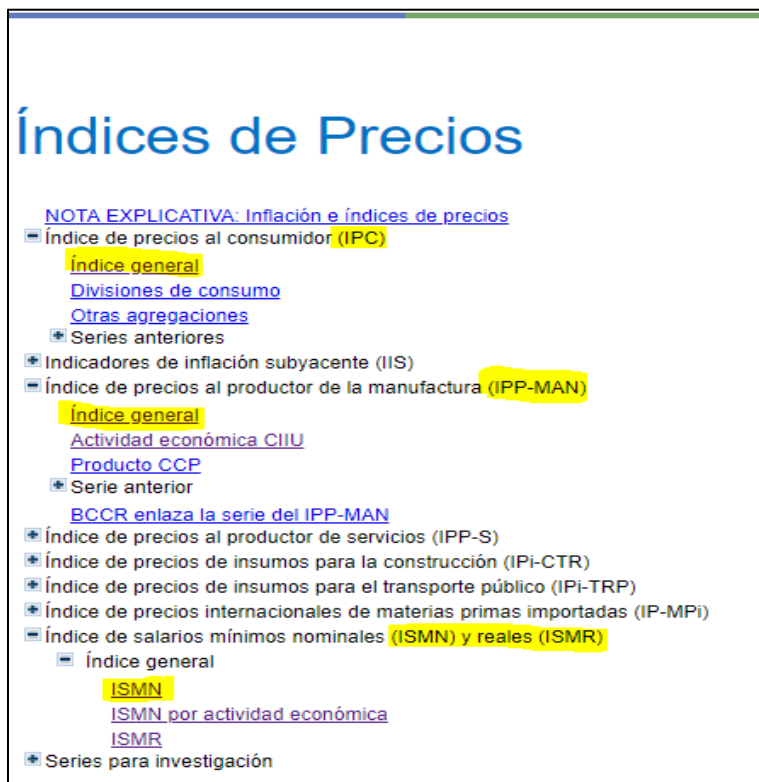 Índices de Precios
NOTA EXPLICATIVA: Inflación e índices de precios
Índice de precios al consumidor (IPC)
Índice general
Divisiones de consumo
Otras agregaciones
Series anteriores
Indicadores de inflación subyacente (IIS)
Índice de precios al productor de la manufactura (IPP-MAN)
Índice general
Actividad económica CIIU
Producto CCP
Serie anterior
BCCR enlaza la serie del IPP-MAN
Índice de precios al productor de servicios (IPP-S)
Índice de precios de insumos para la construcción (IPi-CTR)
Índice de precios de insumos para el transporte público (IPi-TRP)
Índice de precios internacionales de materias primas importadas (IP-MPi)
Índice de salarios mínimos nominales (ISMN) y reales (ISMR)
Índice general
ISMN
ISMN por actividad económica
ISMR
Series para investigación